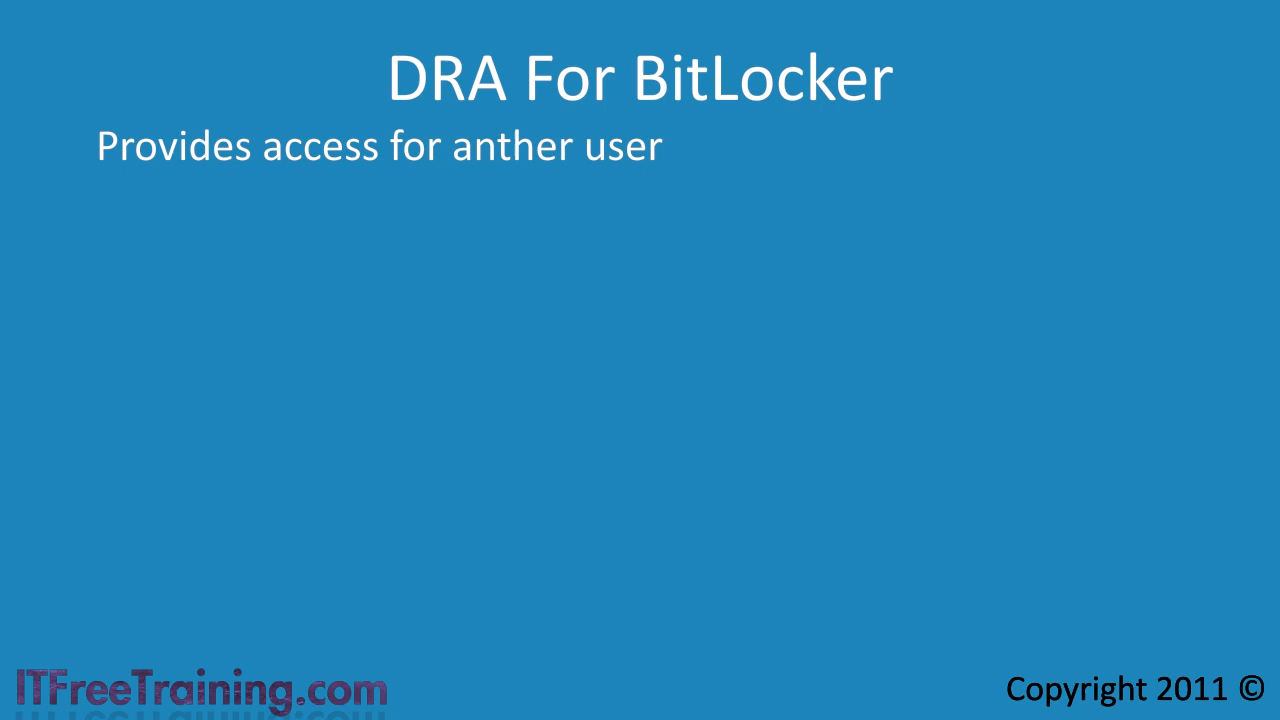 DRA For BitLocker
Provides access for anther user
ITFreeTraining.com
Copyright 2011 ©